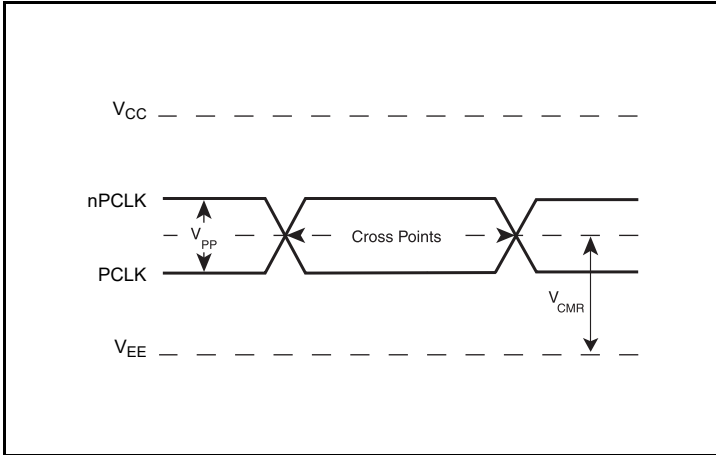 VCC
nPCLK
VPP
Cross Points
PCLK
VCMR
VEE